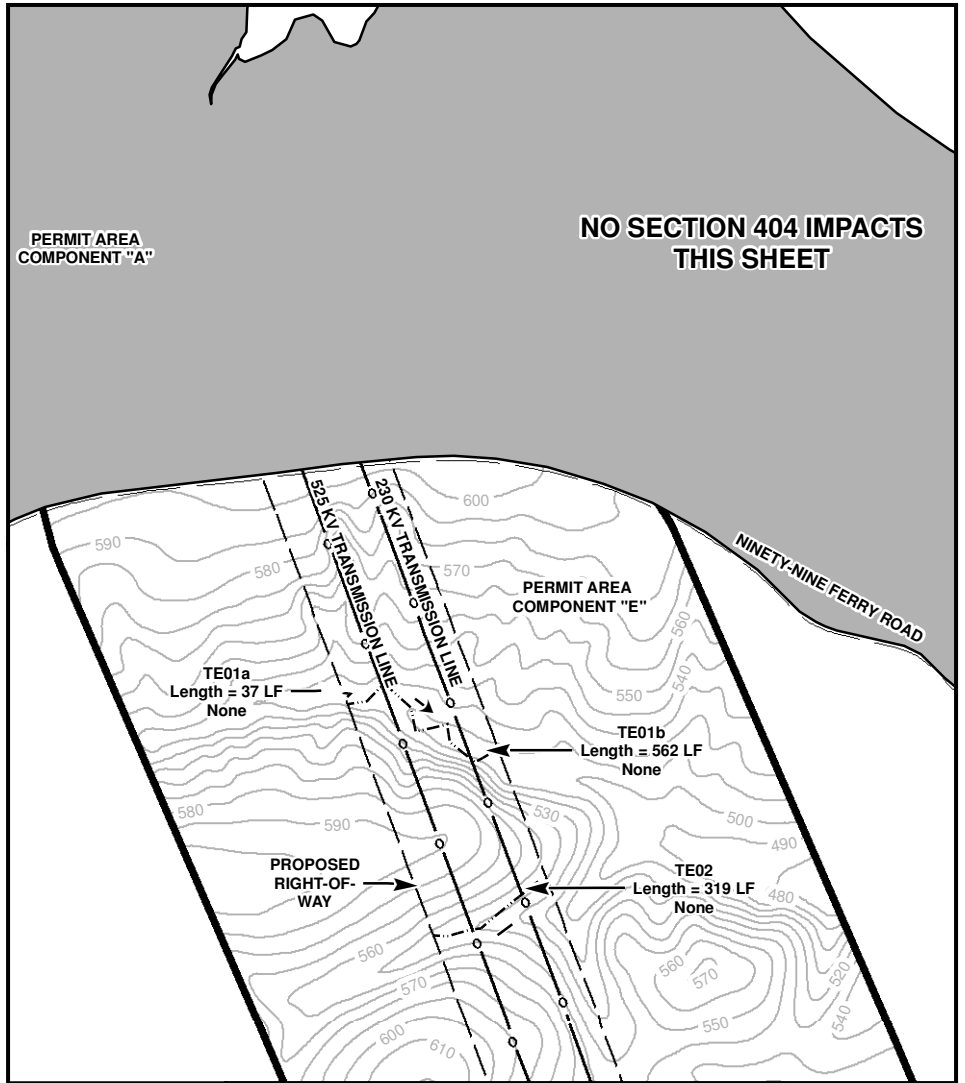 PERMIT AREA
COMPONENT "A"
NO SECTION 404 IMPACTS
THIS SHEET
600
590
580
570
525 KV TRANSMISSION LINE
230 KV TRANSMISSION LINE
NINETY-NINE FERRY ROAD
PERMIT AREA
COMPONENT "E"
560
540
550
TE01a
Length = 37 LF
None
TE01b
Length = 562 LF
None
580
590
530
500
490
480
PROPOSED
RIGHT-OF-
WAY
TE02
Length = 319 LF
None
560
570
600
610
560
570
550
520
540